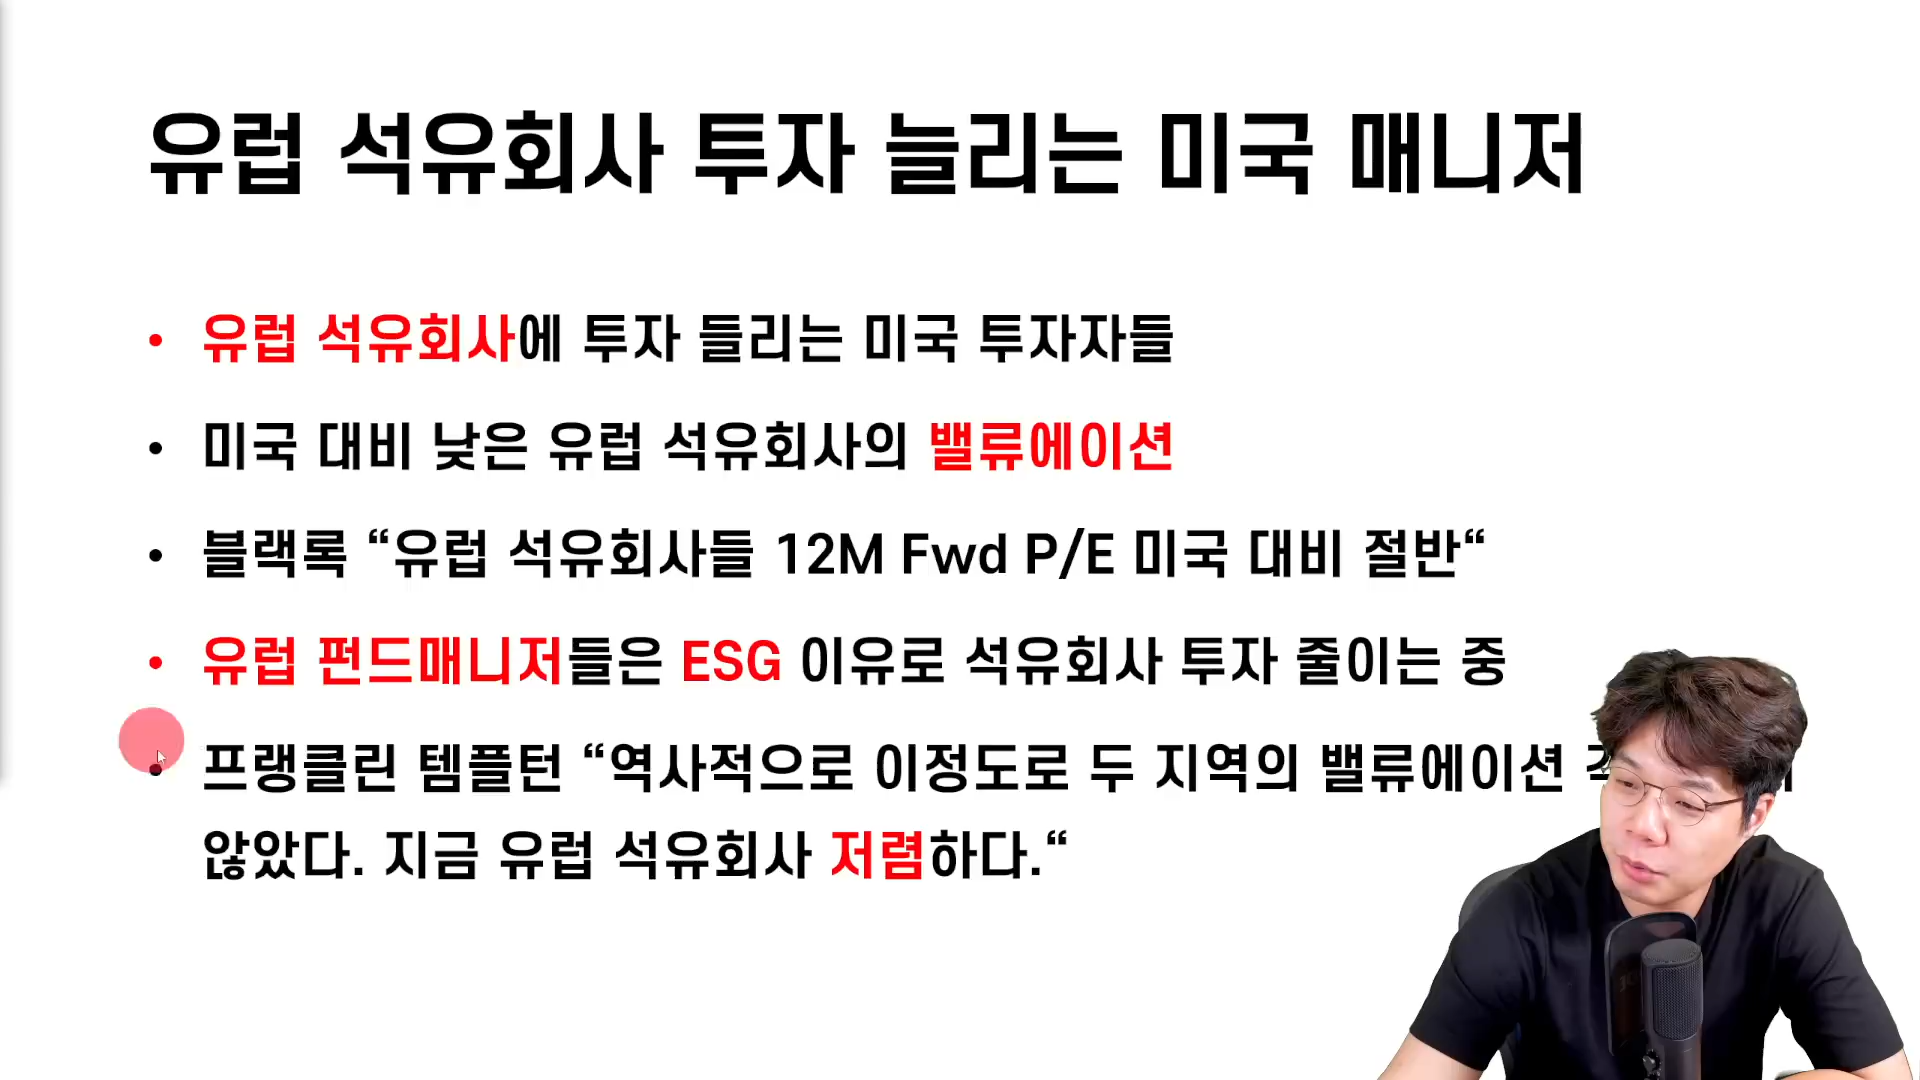 유럽 석유회사 투자 늘리는 미국 매니저
• 유럽 석유회사에 투자 들리는 미국 투자자들
• 미국 대비 낮은 유럽 석유회사의 밸류에이션
• 블랙록 “유럽 석유회사들 12M Fwd P/E 미국 대비 절반“
• 유럽 펀드매니저들은 ESG 이유로 석유회사 투자 줄이는 중
• 프랭클린 템플턴 “역사적으로 이정도로 두 지역의 밸류에이션
않았다. 지금 유럽 석유회사 저렴하다.“